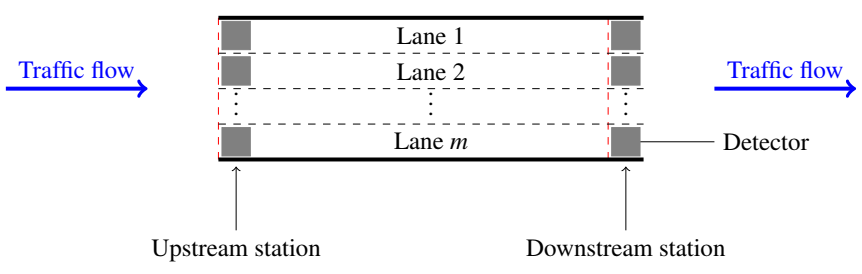 Lane 1
Traffic flow
Lane 2
Traffic flow
Lane m
Detector
Upstream station
Downstream station